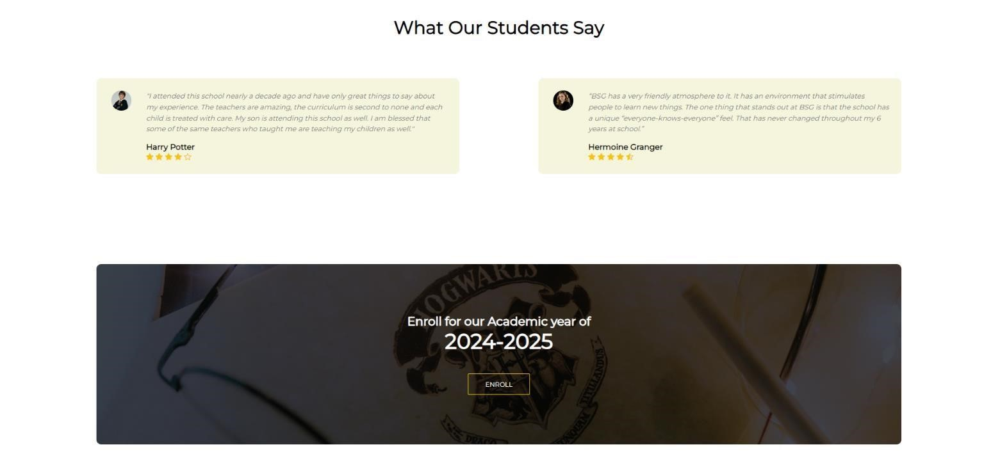 What Our Students Say
"I attended this school nearly a decade ago and have only great things to say about
my experience. The teachers are amazing, the curriculum is second to none and each
child is treated with care. My son is attending this school as well. I am blessed that
some of the same teachers who taught me are teaching my children as well."
Harry Potter
“BSG has a very friendly atmosphere to it. It has an environment that stimulates
people to learn new things. The one thing that stands out at BSG is that the school has
a unique “everyone-knows-everyone” feel. That has never changed throughout my 6
years at school.”
Hermoine Granger
HOGWARTS
Enroll for our Academic year of
2024-2025
ENROLL
DRACO
NUNQUAM
TITILLANDUS